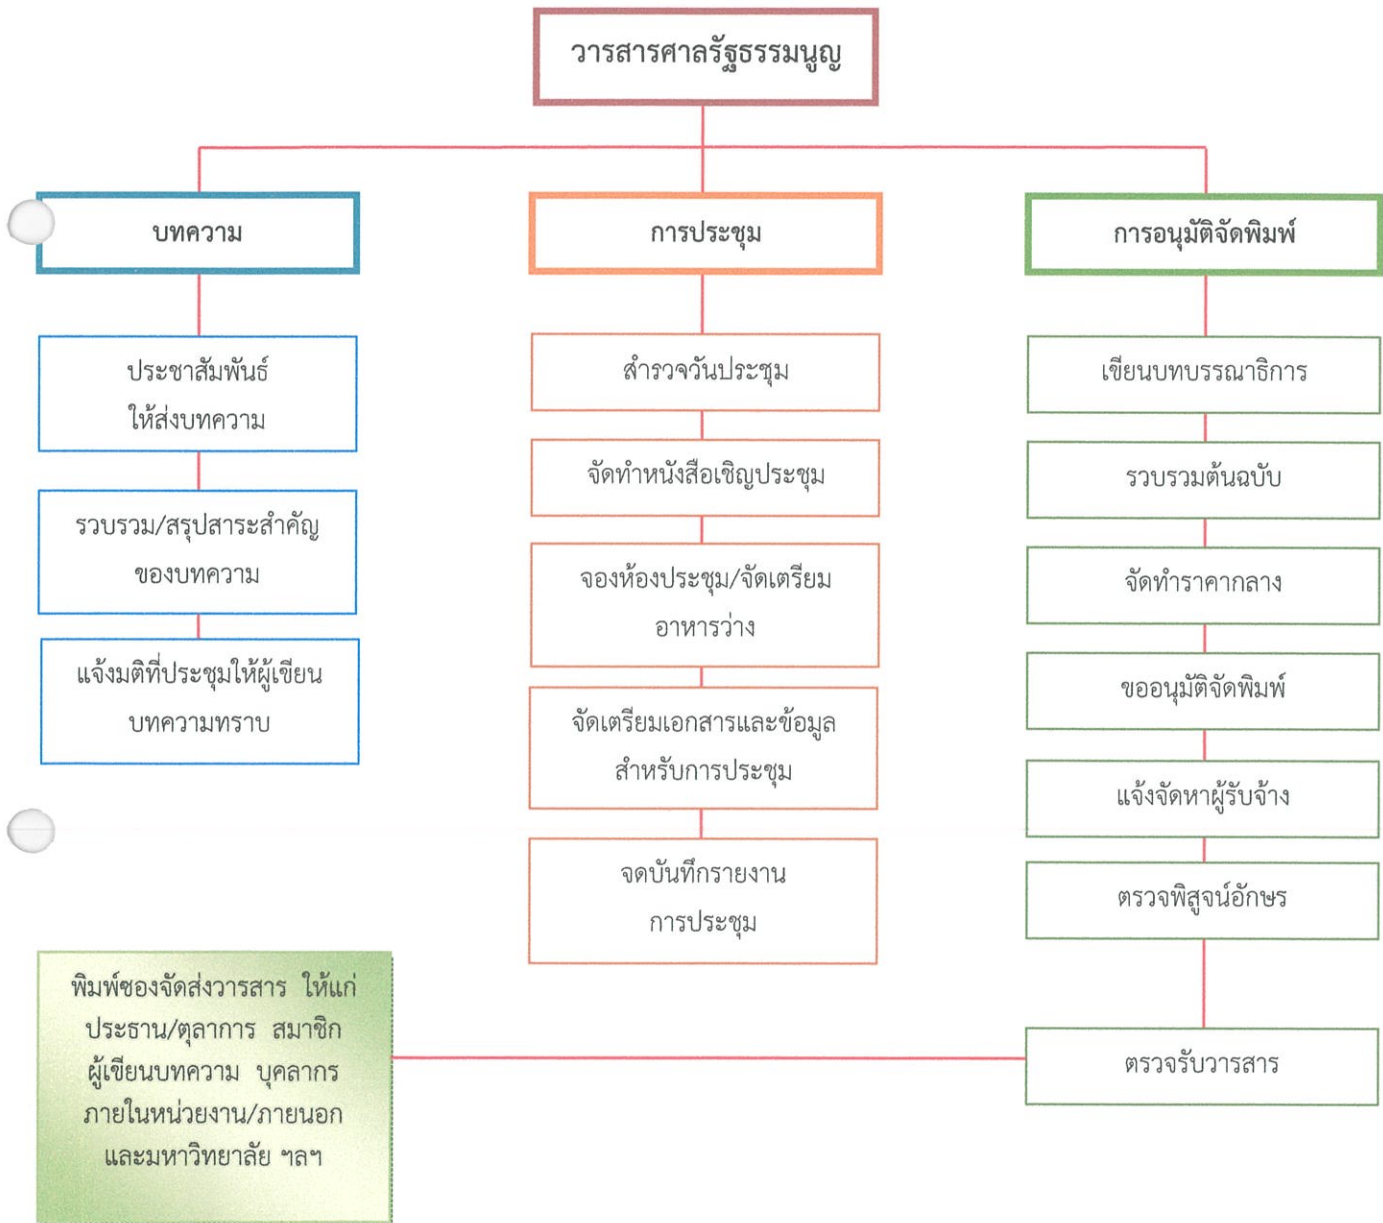 วารสารศาลรัฐธรรมนูญ
บทความ
ประชาสัมพันธ์
ให้ส่งบทความ
รวบรวม/สรุปสาระสำคัญ
ของบทความ
แจ้งมติที่ประชุมให้ผู้เขียน
บทความทราบ
การประชุม
สำรวจวันประชุม
จัดทำหนังสือเชิญประชุม
จองห้องประชุม/จัดเตรียม
อาหารว่าง
จัดเตรียมเอกสารและข้อมูล
สำหรับการประชุม
จดบันทึกรายงาน
การประชุม
การอนุมัติจัดพิมพ์
เขียนบทบรรณาธิการ
รวบรวมต้นฉบับ
จัดทำราคากลาง
ขออนุมัติจัดพิมพ์
แจ้งจัดหาผู้รับจ้าง
ตรวจพิสูจน์อักษร
ตรวจรับวารสาร
พิมพ์ซองจัดส่งวารสาร ให้แก่
ประธาน/ตุลาการ สมาชิก
ผู้เขียนบทความ บุคลากร
ภายในหน่วยงาน/ภายนอก
และมหาวิทยาลัย ฯลฯ